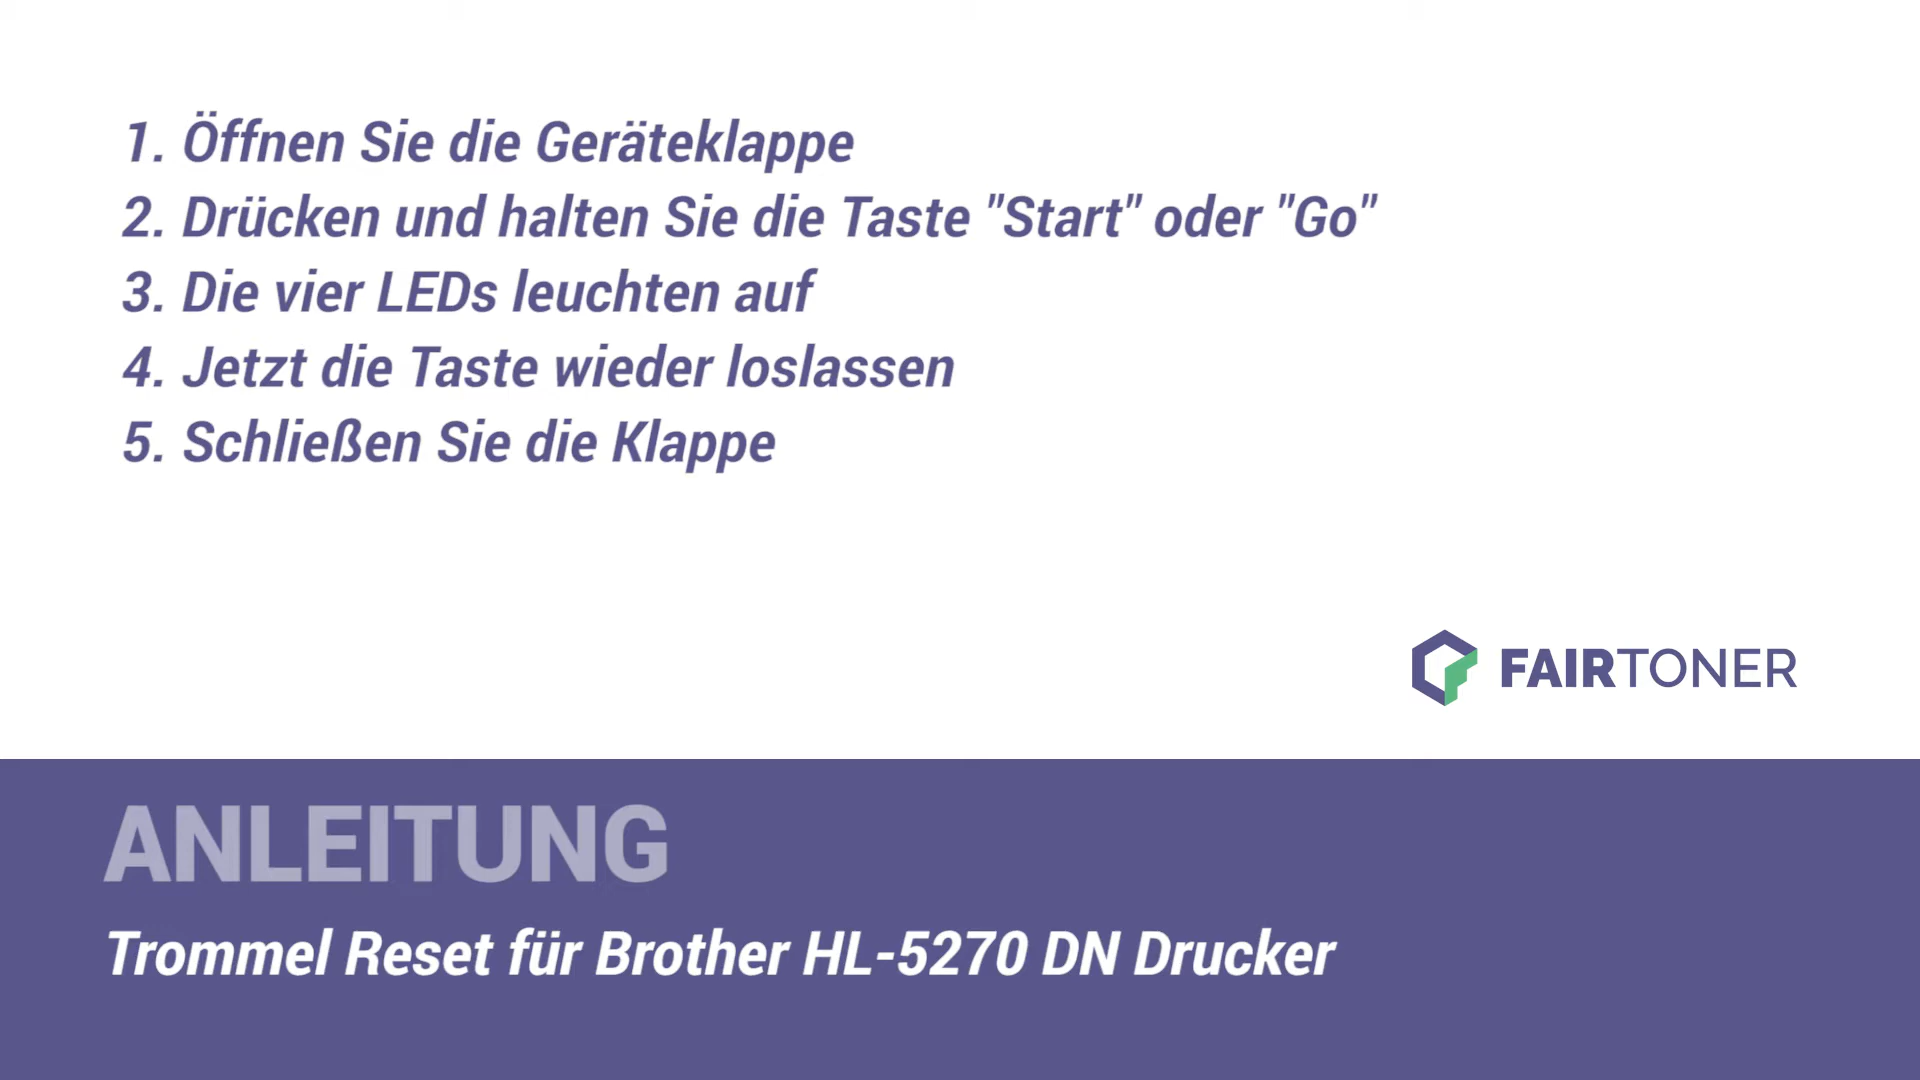 1. Öffnen Sie die Geräteklappe
2. Drücken und halten Sie die Taste "Start" oder "Go"
3. Die vier LEDs leuchten auf
4. Jetzt die Taste wieder loslassen
5. Schließen Sie die Klappe
FAIRTONER
ANLEITUNG
Trommel Reset für Brother HL-5270 DN Drucker